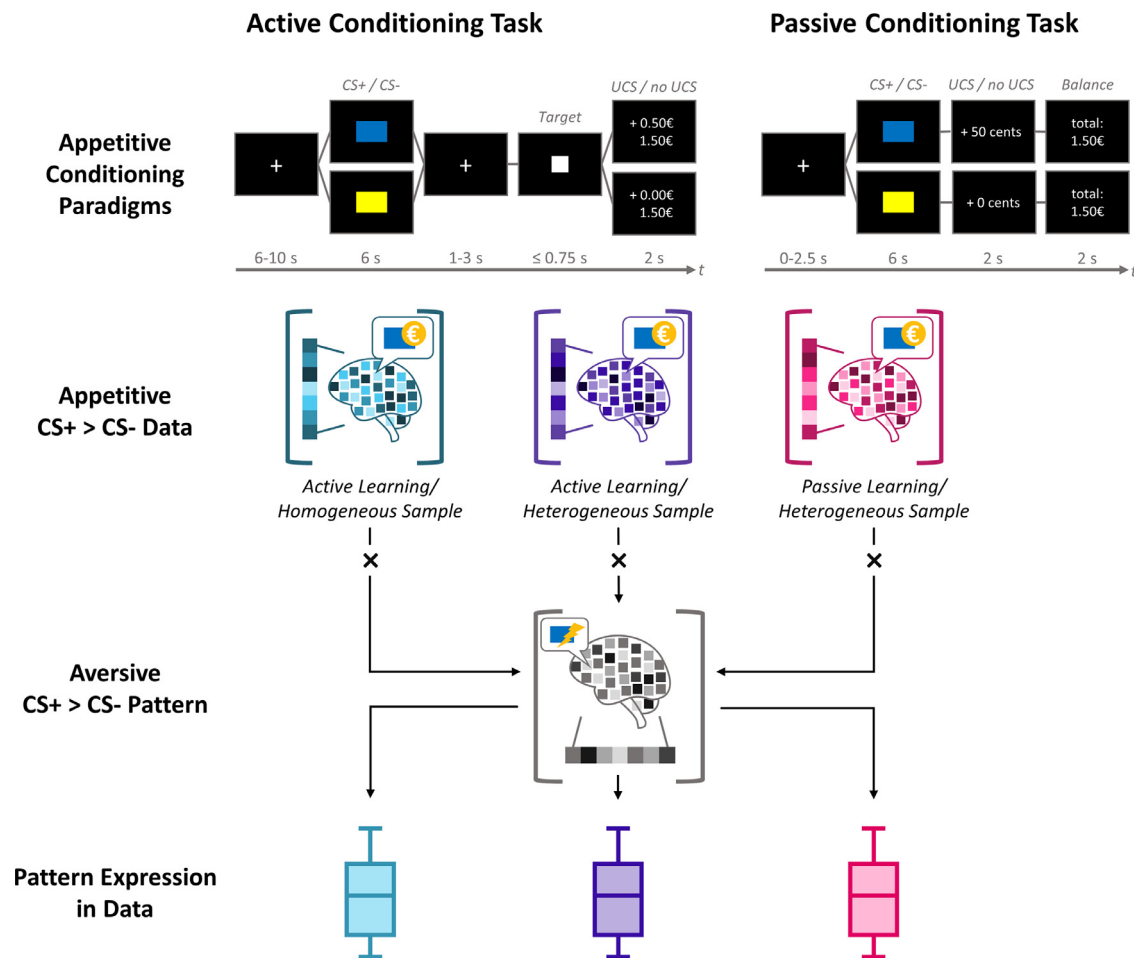 Active Conditioning Task
Passive Conditioning Task
CS+ / CS-
UCS / no UCS
Target
CS+ / CS-
UCS / no UCS
Balance
Appetitive
Conditioning
Paradigms
+
+
+ 0.50€
1.50€
+ 0.00€
1.50€
+
+ 50 cents
total:
1.50€
+ 0 cents
total:
1.50€
6-10 s
6 s
1-3 s
≤ 0.75 s
2 s
t
0-2.5 s
6 s
2 s
2 s
t
Appetitive
CS+ > CS- Data
€
€
€
Active Learning/
Homogeneous Sample
Active Learning/
Heterogeneous Sample
Passive Learning/
Heterogeneous Sample
×
×
×
Aversive
CS+ > CS- Pattern
Pattern Expression
in Data